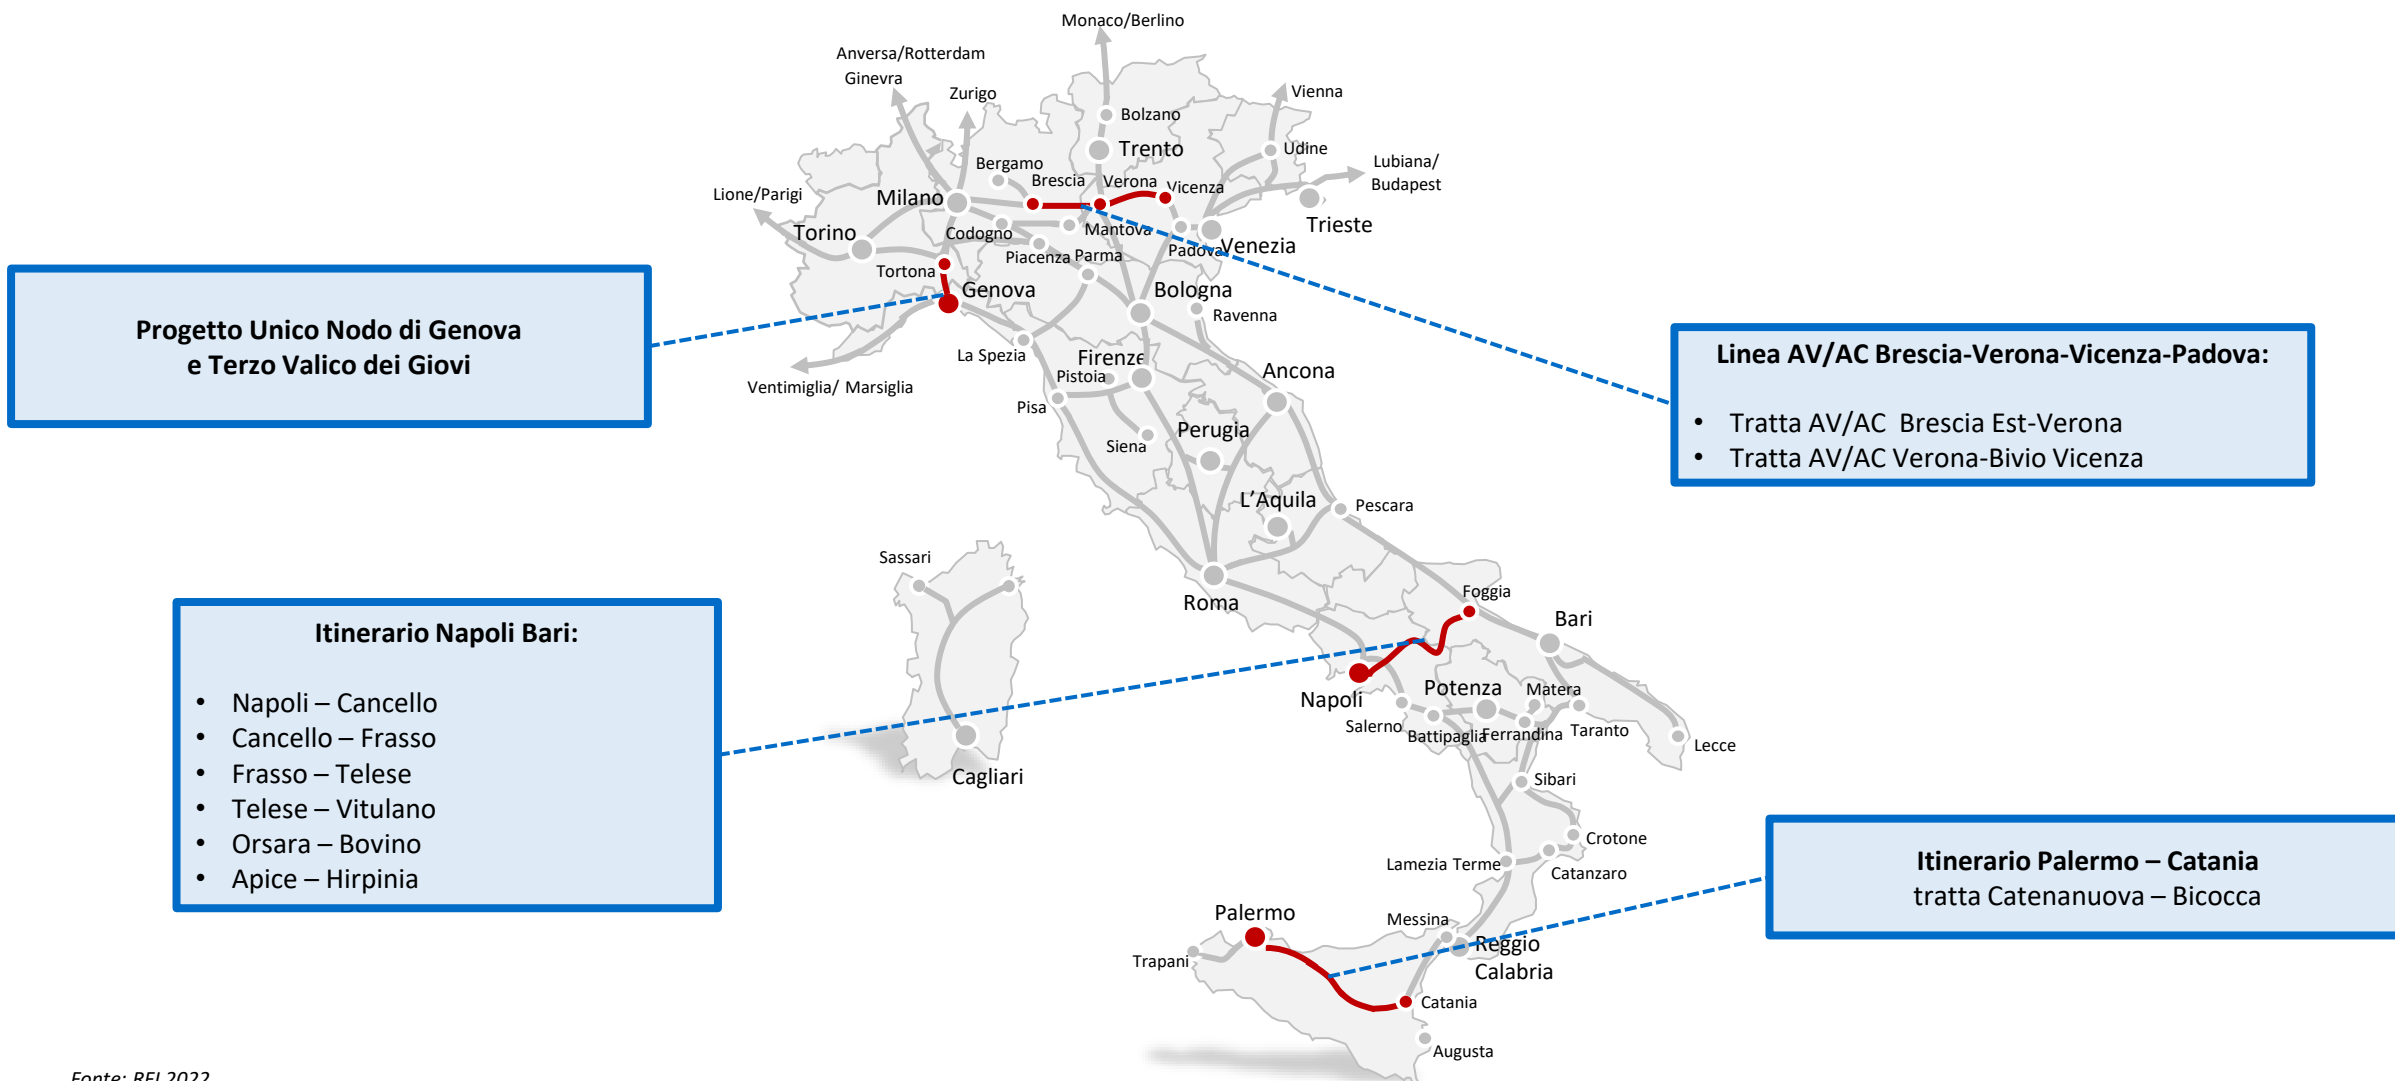 Monaco/Berlino
Anversa/Rotterdam
Ginevra
Zurigo
Vienna
Bolzano
Trento
Udine
Bergamo
Brescia
Verona
Vicenza
Lubiana/
Budapest
Lione/Parigi
Milano
Trieste
Torino
Codogno
Mantova
Padova
Venezia
Piacenza
Parma
Tortona
Genova
Bologna
Ravenna
Progetto Unico Nodo di Genova
e Terzo Valico dei Giovi
La Spezia
Firenze
Pistoia
Ancona
Ventimiglia/ Marsiglia
Pisa
Linea AV/AC Brescia-Verona-Vicenza-Padova:
• Tratta AV/AC  Brescia Est-Verona
• Tratta AV/AC Verona-Bivio Vicenza
Perugia
Siena
L'Aquila
Pescara
Sassari
Roma
Foggia
Bari
Itinerario Napoli Bari:
• Napoli – Cancello
• Cancello – Frasso
• Frasso – Telese
• Telese – Vitulano
• Orsara – Bovino
• Apice – Hirpinia
Napoli
Potenza
Matera
Salerno
Battipaglia
Ferrandina
Taranto
Lecce
Cagliari
Sibari
Crotone
Lamezia Terme
Catanzaro
Itinerario Palermo – Catania
tratta Catenanuova – Bicocca
Palermo
Messina
Reggio
Calabria
Trapani
Catania
Augusta
Fonte: RFI 2022